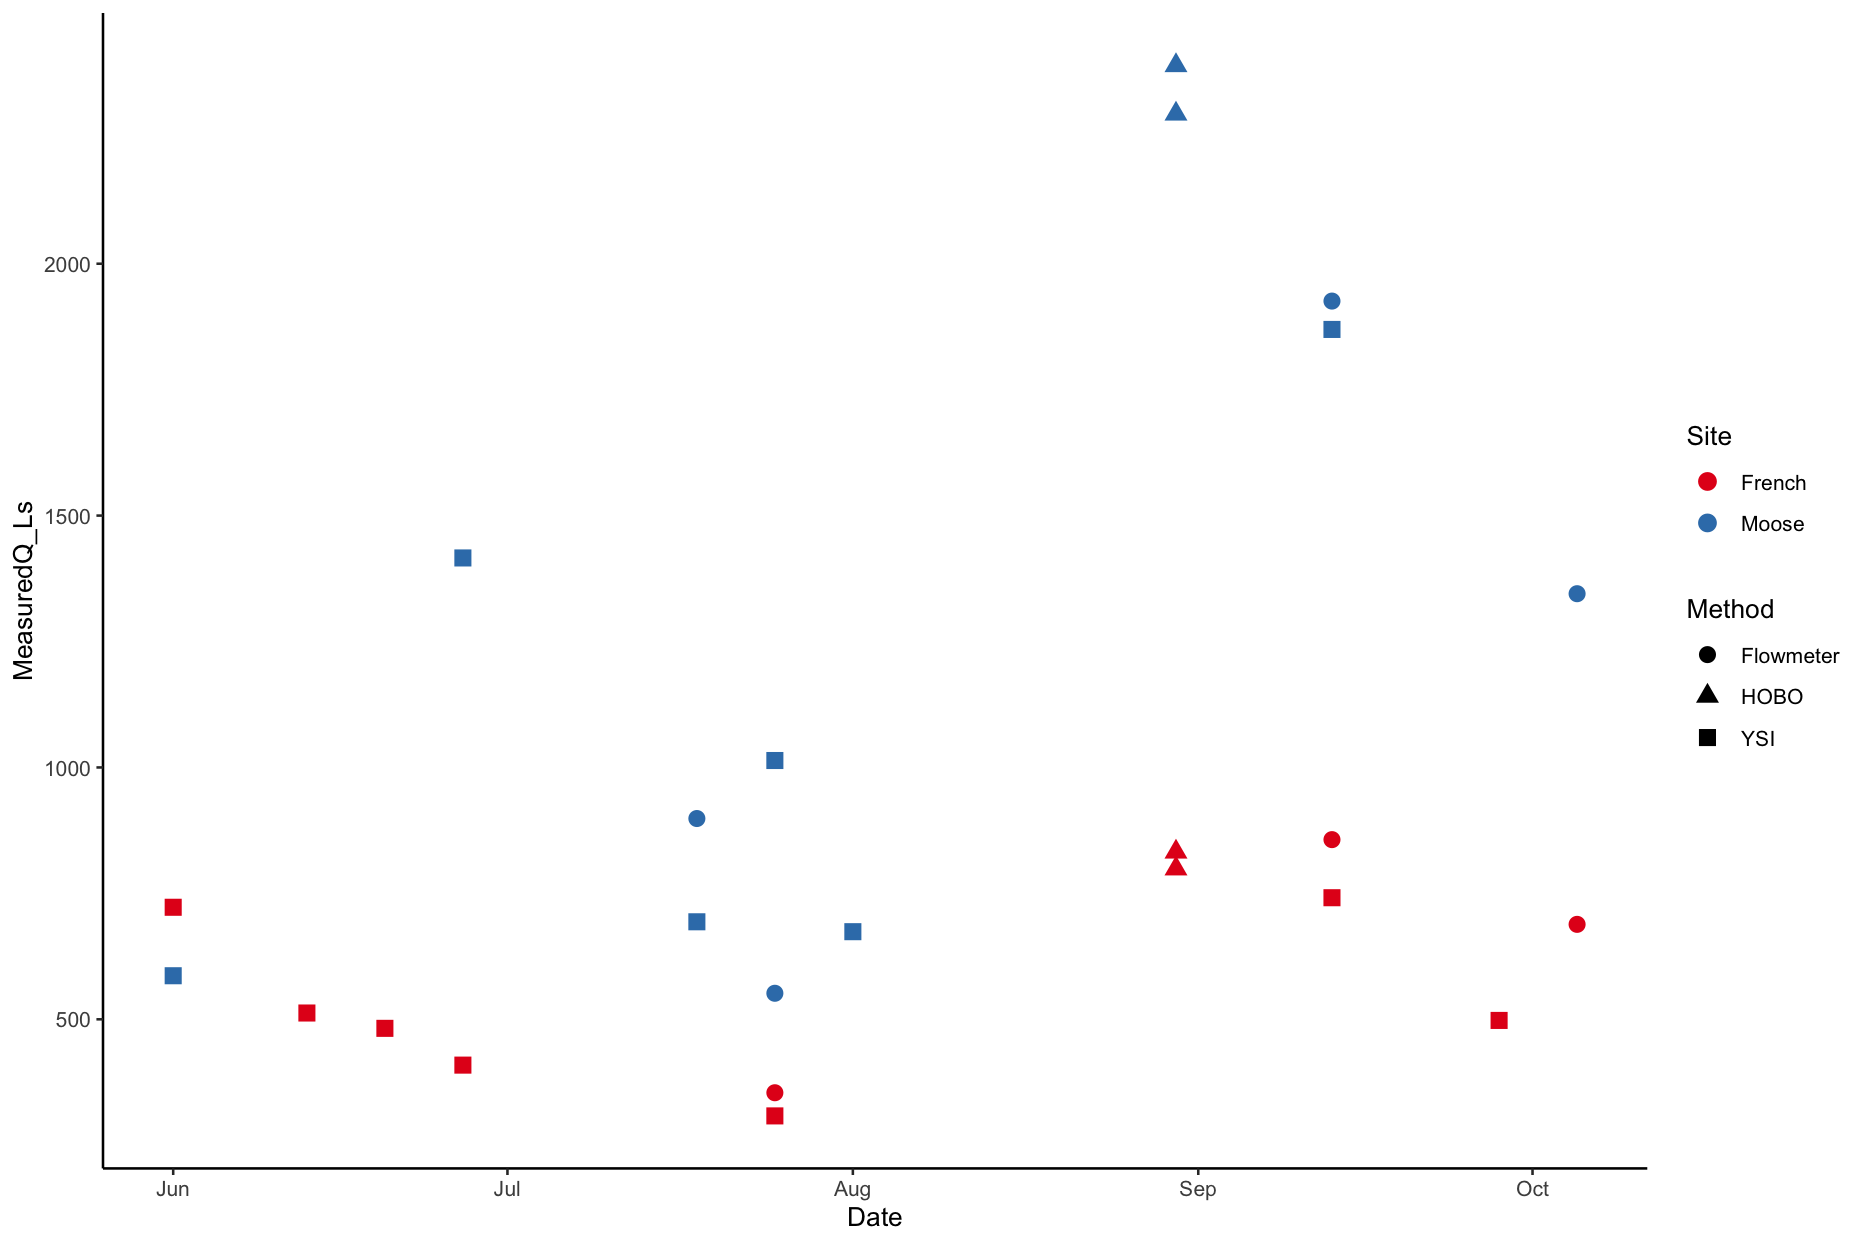 MeasuredQ_Ls
2000
1500
1000
500
Jun
Jul
Aug
Sep
Oct
Date
Site
French
Moose
Method
Flowmeter
HOBO
YSI